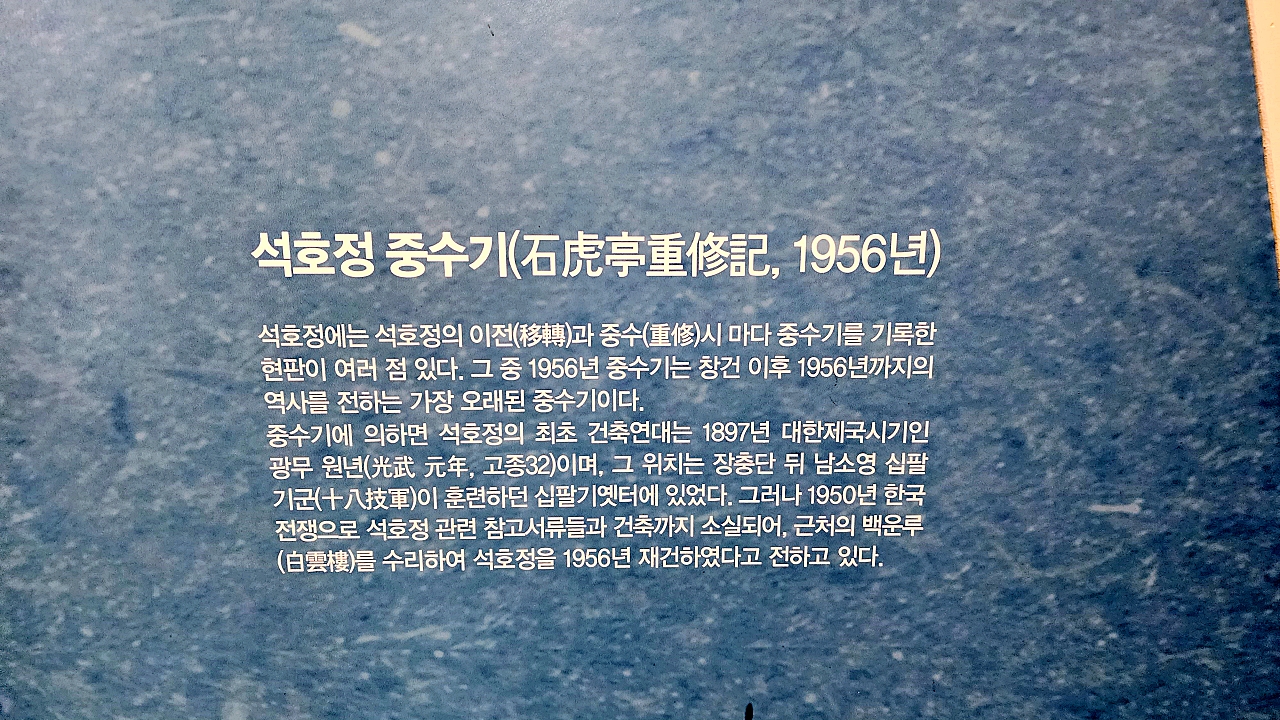 석호정 중수기(石虎亭重修記, 1956년)
석호정에는 석호정의 이전(移轉)과 중수(重修)시 마다 중수기를 기록한
현판이 여러 점 있다. 그 중 1956년 중수기는 창건 이후 1956년까지의
역사를 전하는 가장 오래된 중수기이다.
중수기에 의하면 석호정의 최초 건축연대는 1897년 대한제국시기인
광무 원년(光武 元年, 고종32)이며, 그 위치는 장충단 뒤 남소영 십팔
기군(十八技軍)이 훈련하던 십팔기옛터에 있었다. 그러나 1950년 한국
전쟁으로 석호정 관련 참고서류들과 건축까지 소실되어, 근처의 백운루
(白雲樓)를 수리하여 석호정을 1956년 재건하였다고 전하고 있다.